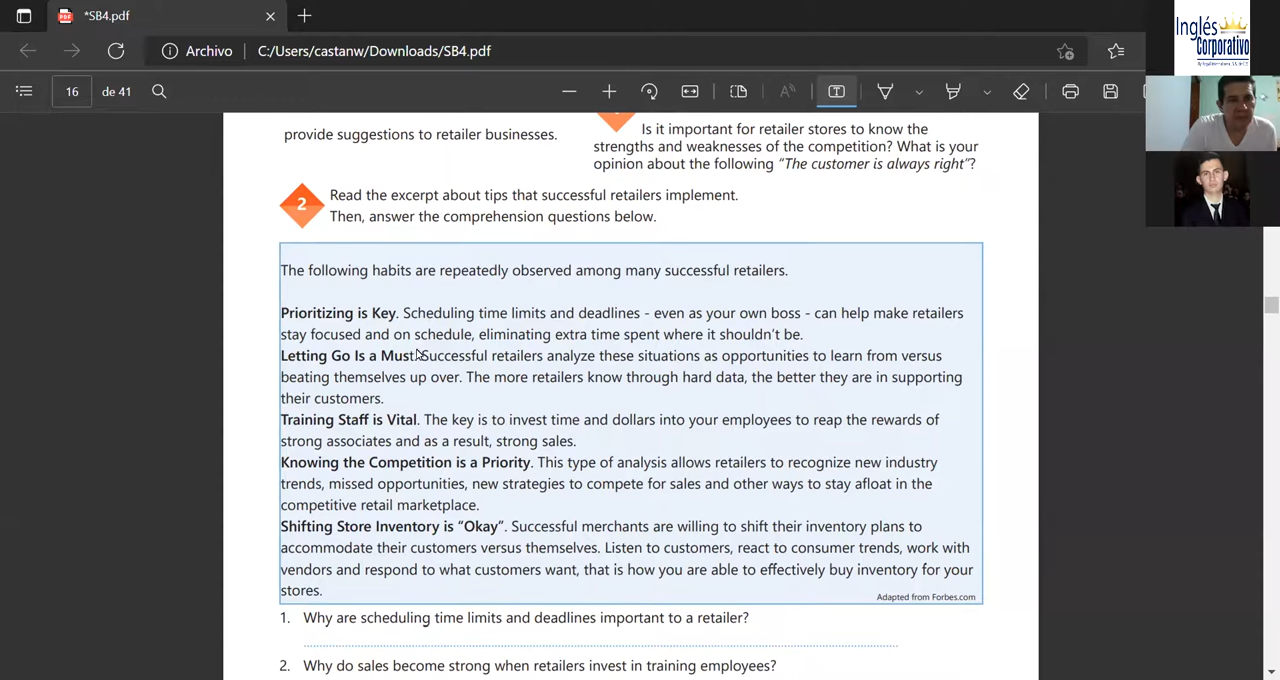 *SB4.pdf
Archivo
C:/Users/castanw/Downloads/SB4.pdf
Inglés
Corporativo
16
de 41
provide suggestions to retailer businesses.
Is it important for retailer stores to know the
strengths and weaknesses of the competition? What is your
opinion about the following “The customer is always right”?
2
Read the excerpt about tips that successful retailers implement.
Then, answer the comprehension questions below.
The following habits are repeatedly observed among many successful retailers.
Prioritizing is Key. Scheduling time limits and deadlines - even as your own boss - can help make retailers
stay focused and on schedule, eliminating extra time spent where it shouldn’t be.
Letting Go Is a Must. Successful retailers analyze these situations as opportunities to learn from versus
beating themselves up over. The more retailers know through hard data, the better they are in supporting
their customers.
Training Staff is Vital. The key is to invest time and dollars into your employees to reap the rewards of
strong associates and as a result, strong sales.
Knowing the Competition is a Priority. This type of analysis allows retailers to recognize new industry
trends, missed opportunities, new strategies to compete for sales and other ways to stay afloat in the
competitive retail marketplace.
Shifting Store Inventory is “Okay”. Successful merchants are willing to shift their inventory plans to
accommodate their customers versus themselves. Listen to customers, react to consumer trends, work with
vendors and respond to what customers want, that is how you are able to effectively buy inventory for your
stores.
Adapted from Forbes.com
1. Why are scheduling time limits and deadlines important to a retailer?
2. Why do sales become strong when retailers invest in training employees?